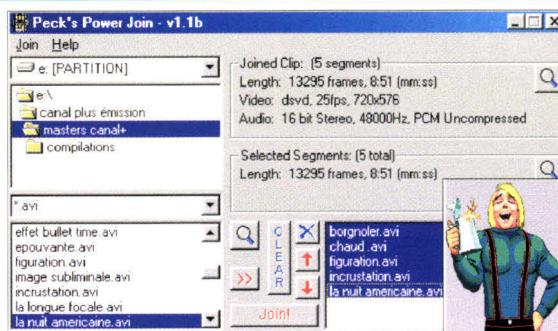 Peck's Power Join - v1.1b
Join Help
e: [PARTITION]
e:\
canal plus émission
masters canal+
compilations
* avi
effet bullet time.avi
epouvante.avi
figuration.avi
image subliminale.avi
incrustation.avi
la longue focale.avi
la nuit americaine.avi
Joined Clip: (5 segments)
Length: 13295 frames, 8:51 (mm:ss)
Video: dsvd, 25fps, 720x576
Audio: 16 bit Stereo, 48000Hz, PCM Uncompressed
Selected Segments: (5 total)
Length: 13295 frames, 8:51 (mm:ss)
CLEAR
>>
Join!
borgnoler.avi
chaud.avi
figuration.avi
incrustation.avi
la nuit americaine.avi